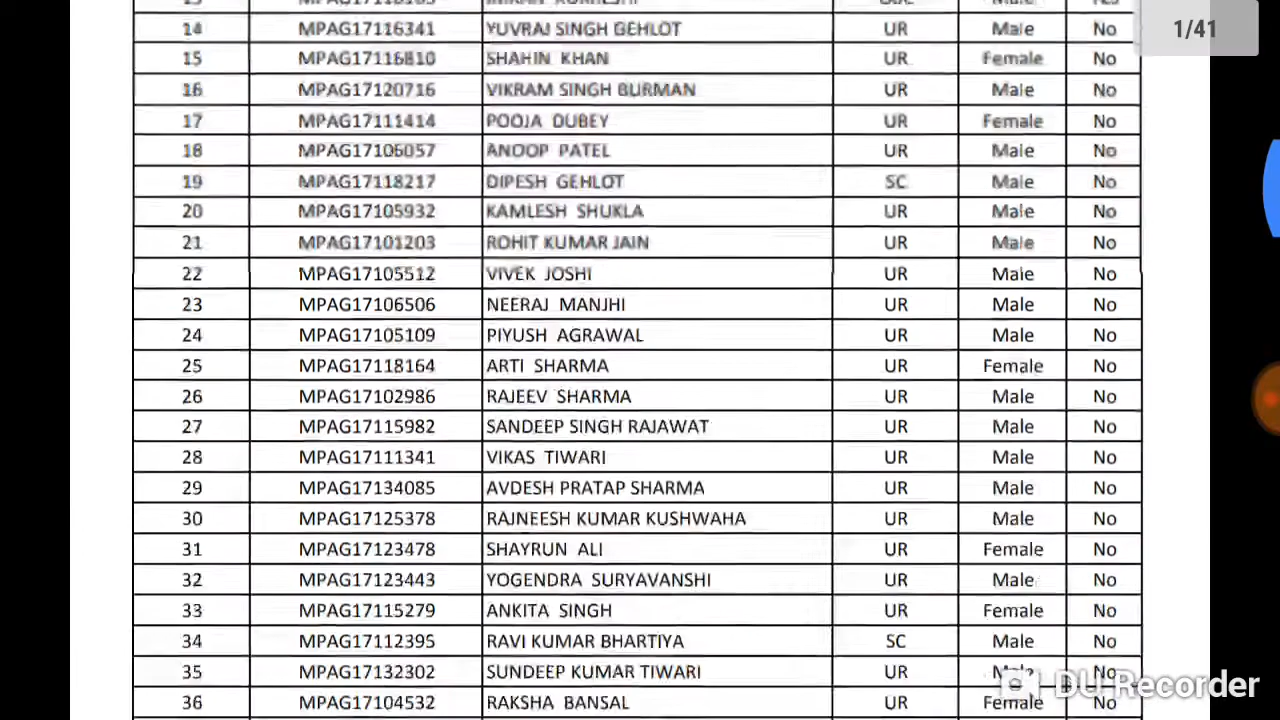 1/41
14 MPAG17116341 YUVRAJ SINGH GEHLOT UR Male No
15 MPAG17116810 SHAHIN KHAN UR Female No
16 MPAG17120716 VIKRAM SINGH BURMAN UR Male No
17 MPAG17111414 POOJA DUBEY UR Female No
18 MPAG17106057 ANOOP PATEL UR Male No
19 MPAG17118217 DIPESH GEHLOT SC Male No
20 MPAG17105932 KAMLESH SHUKLA UR Male No
21 MPAG17101203 ROHIT KUMAR JAIN UR Male No
22 MPAG17105512 VIVEK JOSHI UR Male No
23 MPAG17106506 NEERAJ MANJHI UR Male No
24 MPAG17105109 PIYUSH AGRAWAL UR Male No
25 MPAG17118164 ARTI SHARMA UR Female No
26 MPAG17102986 RAJEEV SHARMA UR Male No
27 MPAG17115982 SANDEEP SINGH RAJAWAT UR Male No
28 MPAG17111341 VIKAS TIWARI UR Male No
29 MPAG17134085 AVDESH PRATAP SHARMA UR Male No
30 MPAG17125378 RAJNEESH KUMAR KUSHWAHA UR Male No
31 MPAG17123478 SHAYRUN ALI UR Female No
32 MPAG17123443 YOGENDRA SURYAVANSHI UR Male No
33 MPAG17115279 ANKITA SINGH UR Female No
34 MPAG17112395 RAVI KUMAR BHARTIYA SC Male No
35 MPAG17132302 SUNDEEP KUMAR TIWARI UR Male No
36 MPAG17104532 RAKSHA BANSAL UR Female No
DU Recorder